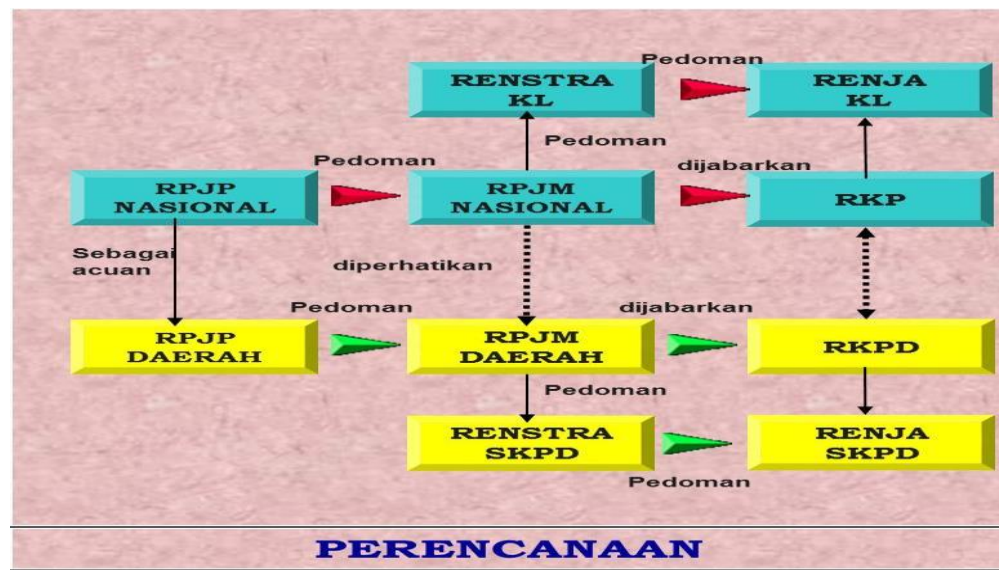 Pedoman
RENSTRA
KL
RENJA
KL
Pedoman
Pedoman
dijabarkan
RPJP
NASIONAL
RPJM
NASIONAL
RKP
Sebagai
acuan
diperhatikan
Pedoman
dijabarkan
RPJP
DAERAH
RPJM
DAERAH
RKPD
Pedoman
RENSTRA
SKPD
RENJA
SKPD
Pedoman
PERENCANAAN